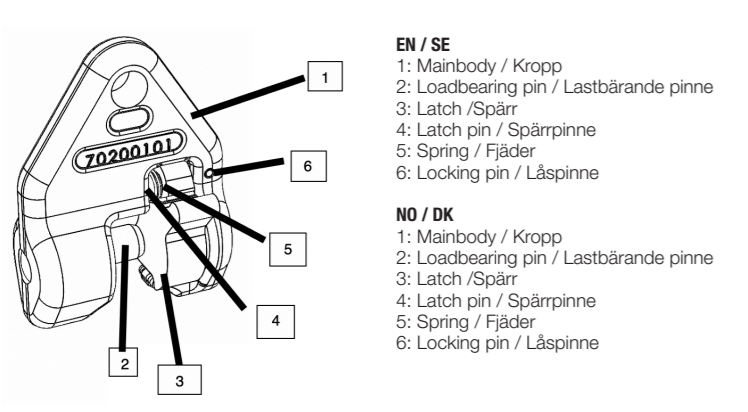 70200101
1
6
5
4
2
3
EN / SE
1: Mainbody / Kropp
2: Loadbearing pin / Lastbärande pinne
3: Latch /Spärr
4: Latch pin / Spärrpinne
5: Spring / Fjäder
6: Locking pin / Låspinne
NO / DK
1: Mainbody / Kropp
2: Loadbearing pin / Lastbärande pinne
3: Latch /Spärr
4: Latch pin / Spärrpinne
5: Spring / Fjäder
6: Locking pin / Låspinne